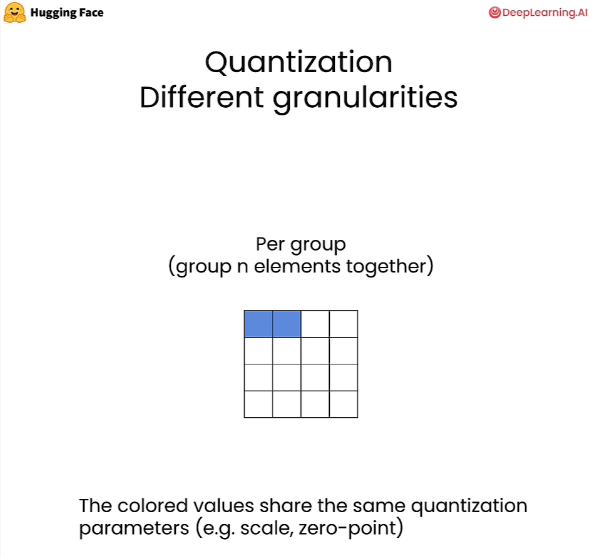 Hugging Face
DeepLearning.AI
Quantization
Different granularities
Per group
(group n elements together)
The colored values share the same quantization
parameters (e.g. scale, zero-point)